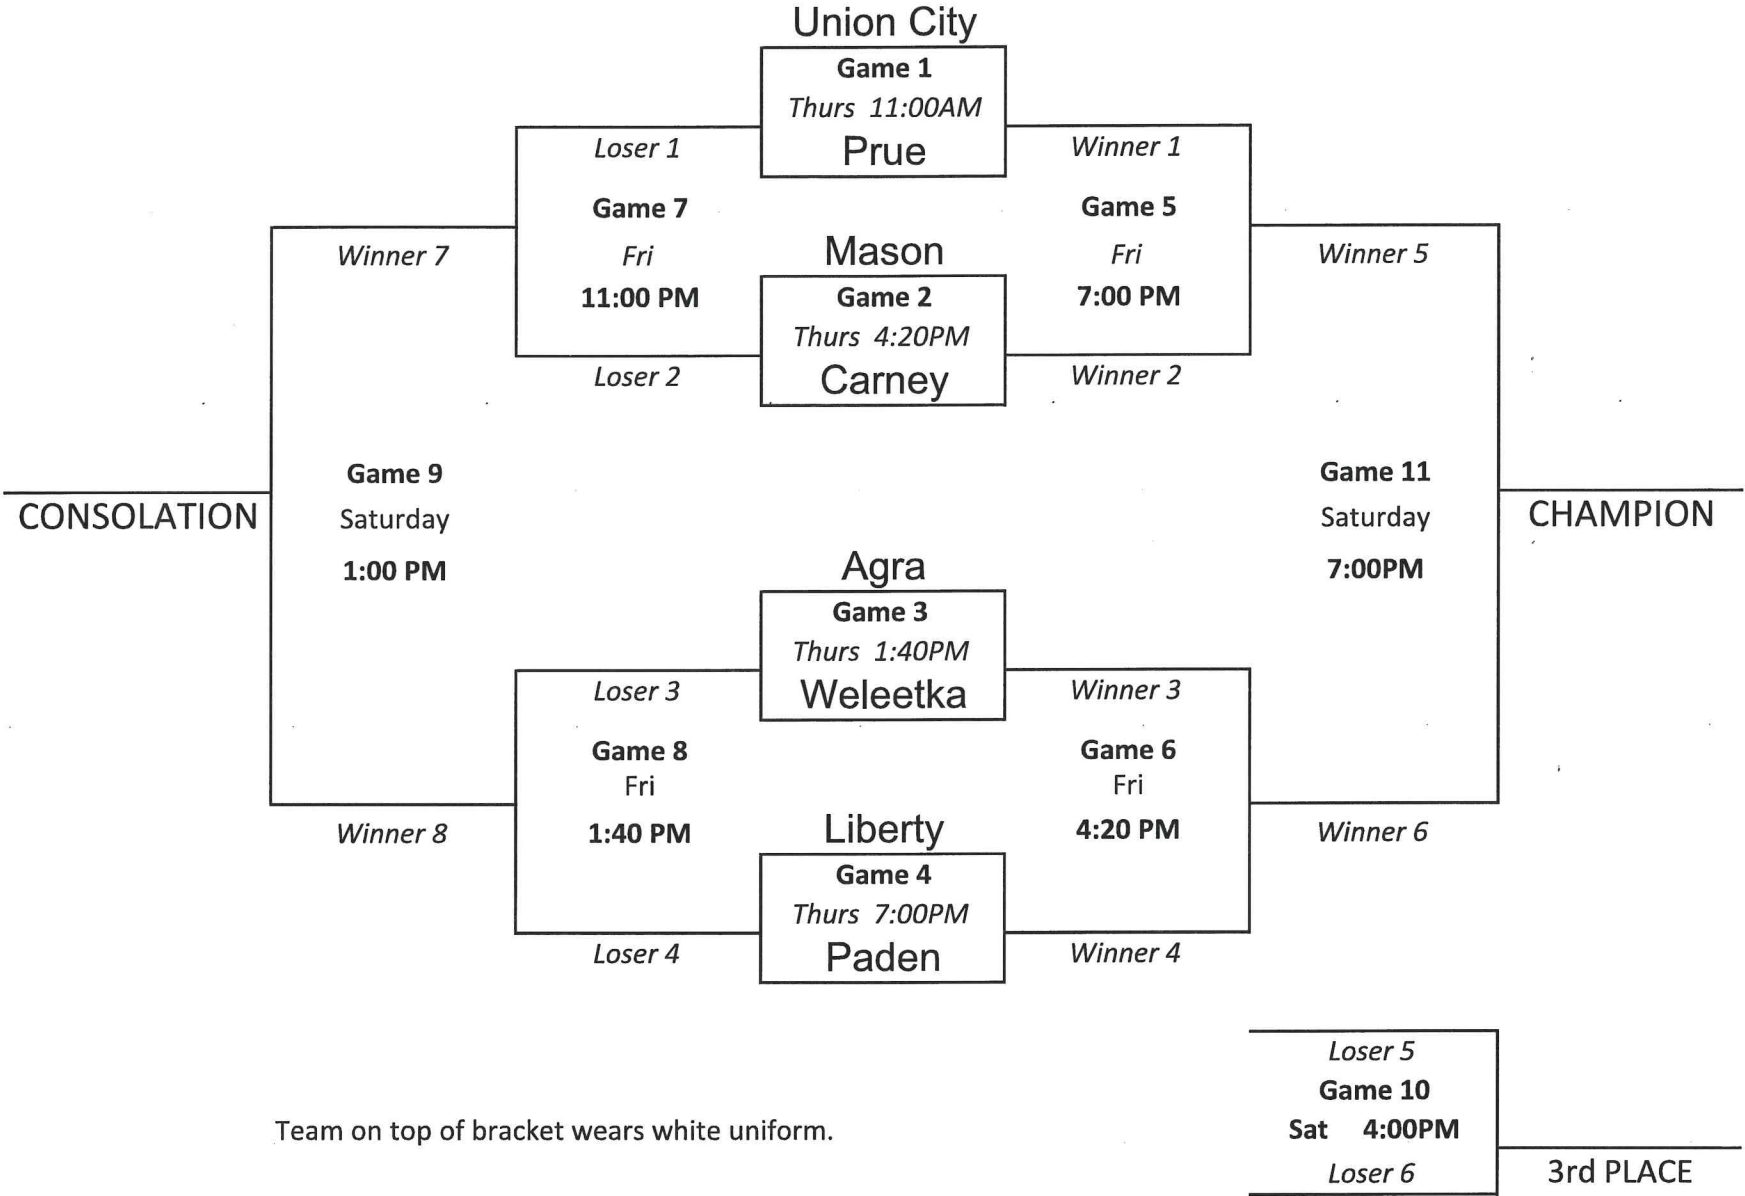 Union City
Game 1
Thurs 11:00AM
Prue
Loser 1
Winner 1
Game 7
Fri
11:00 PM
Game 5
Fri
7:00 PM
Mason
Game 2
Thurs 4:20PM
Carney
Loser 2
Winner 2
Winner 7
Winner 5
Game 9
Saturday
1:00 PM
CONSOLATION
Game 11
Saturday
7:00PM
CHAMPION
Agra
Game 3
Thurs 1:40PM
Weleetka
Loser 3
Winner 3
Game 8
Fri
1:40 PM
Game 6
Fri
4:20 PM
Winner 8
Winner 6
Liberty
Game 4
Thurs 7:00PM
Paden
Loser 4
Winner 4
Loser 5
Game 10
Sat 4:00PM
Loser 6
3rd PLACE
Team on top of bracket wears white uniform.